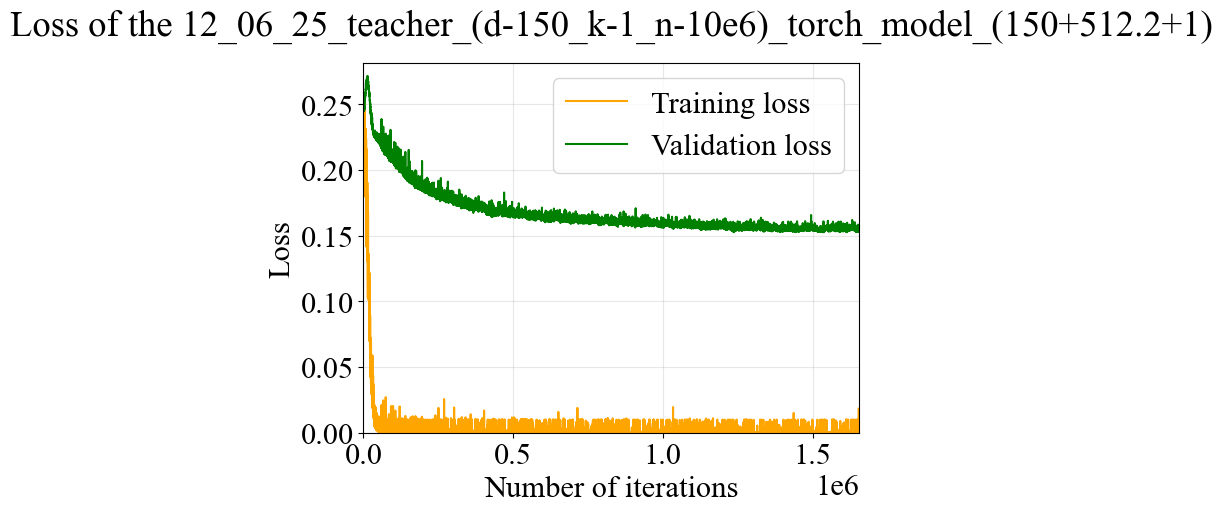 Loss of the 12_06_25_teacher_(d-150_k-1_n-10e6)_torch_model_(150+512.2+1)
Training loss
Validation loss
0.25
0.20
0.15
0.10
0.05
0.00
Loss
0.0 0.5 1.0 1.5
1e6
Number of iterations